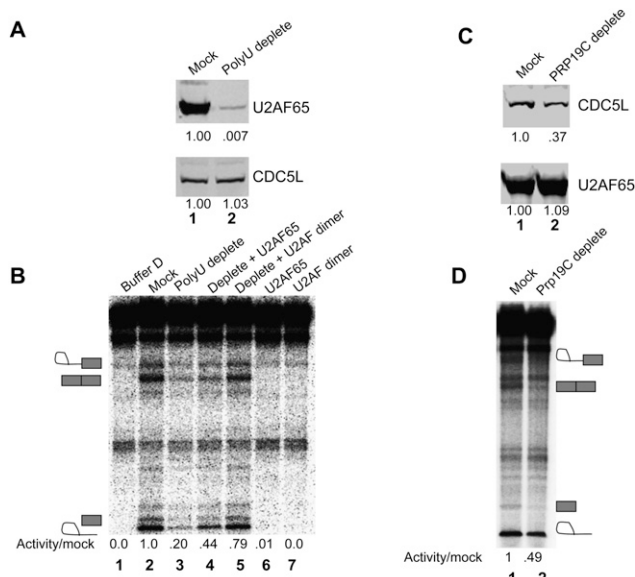 A
Mock
PolyU deplete
U2AF65
1.00 .007
CDC5L
1.00 1.03
1 2
B
Buffer D
Mock
PolyU deplete
Deplete + U2AF65
Deplete + U2AF dimer
U2AF65
U2AF dimer
Activity/mock 0.0 1.0 .20 .44 .79 .01 0.0
1 2 3 4 5 6 7
C
Mock
PRP19C deplete
CDC5L
1.0 .37
U2AF65
1.00 1.09
1 2
D
Mock
Prp19C deplete
Activity/mock 1 .49
1 2